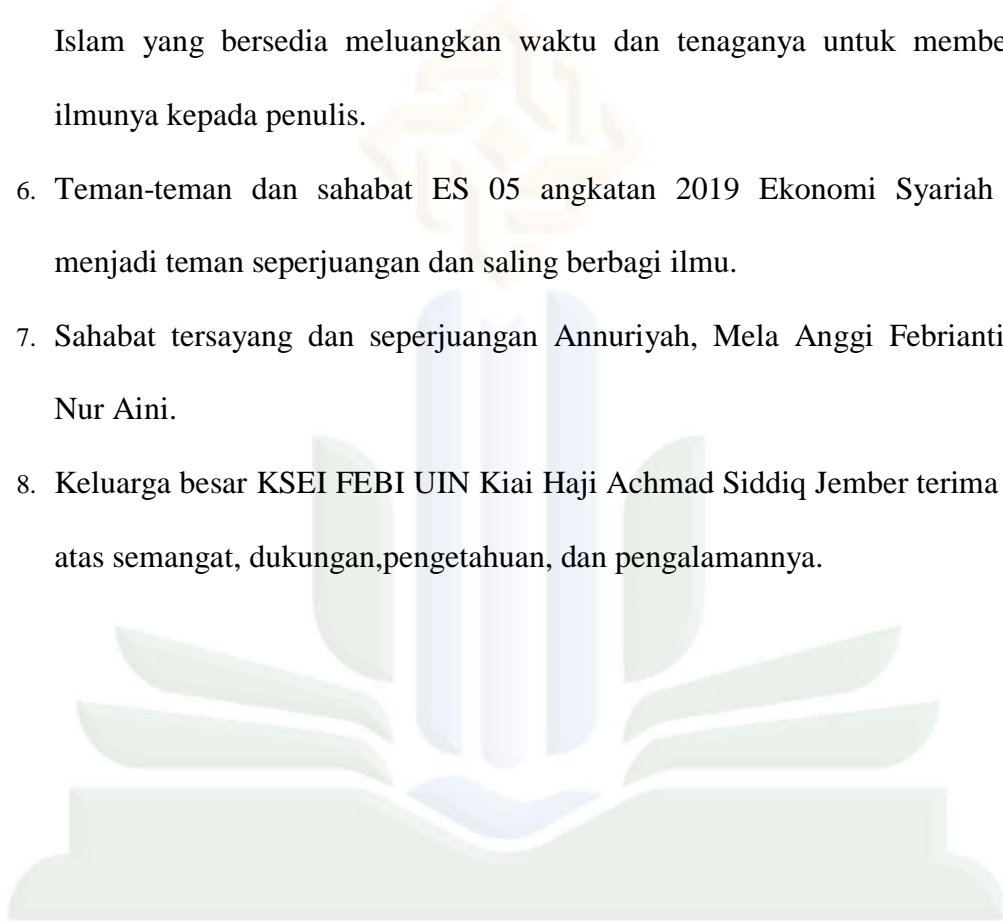 Islam yang bersedia meluangkan waktu dan tenaganya untuk membe
ilmunya kepada penulis.
6. Teman-teman dan sahabat ES 05 angkatan 2019 Ekonomi Syariah
menjadi teman seperjuangan dan saling berbagi ilmu.
7. Sahabat tersayang dan seperjuangan Annuriyah, Mela Anggi Febrianti
Nur Aini.
8. Keluarga besar KSEI FEBI UIN Kiai Haji Achmad Siddiq Jember terima
atas semangat, dukungan,pengetahuan, dan pengalamannya.